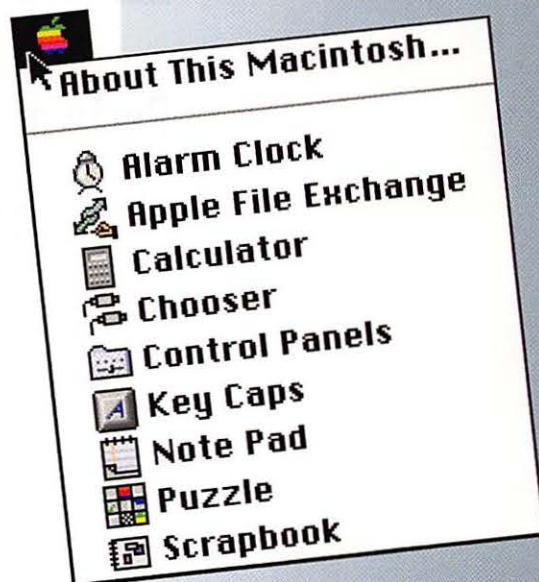 About This Macintosh...
Alarm Clock
Apple File Exchange
Calculator
Chooser
Control Panels
Key Caps
Note Pad
Puzzle
Scrapbook